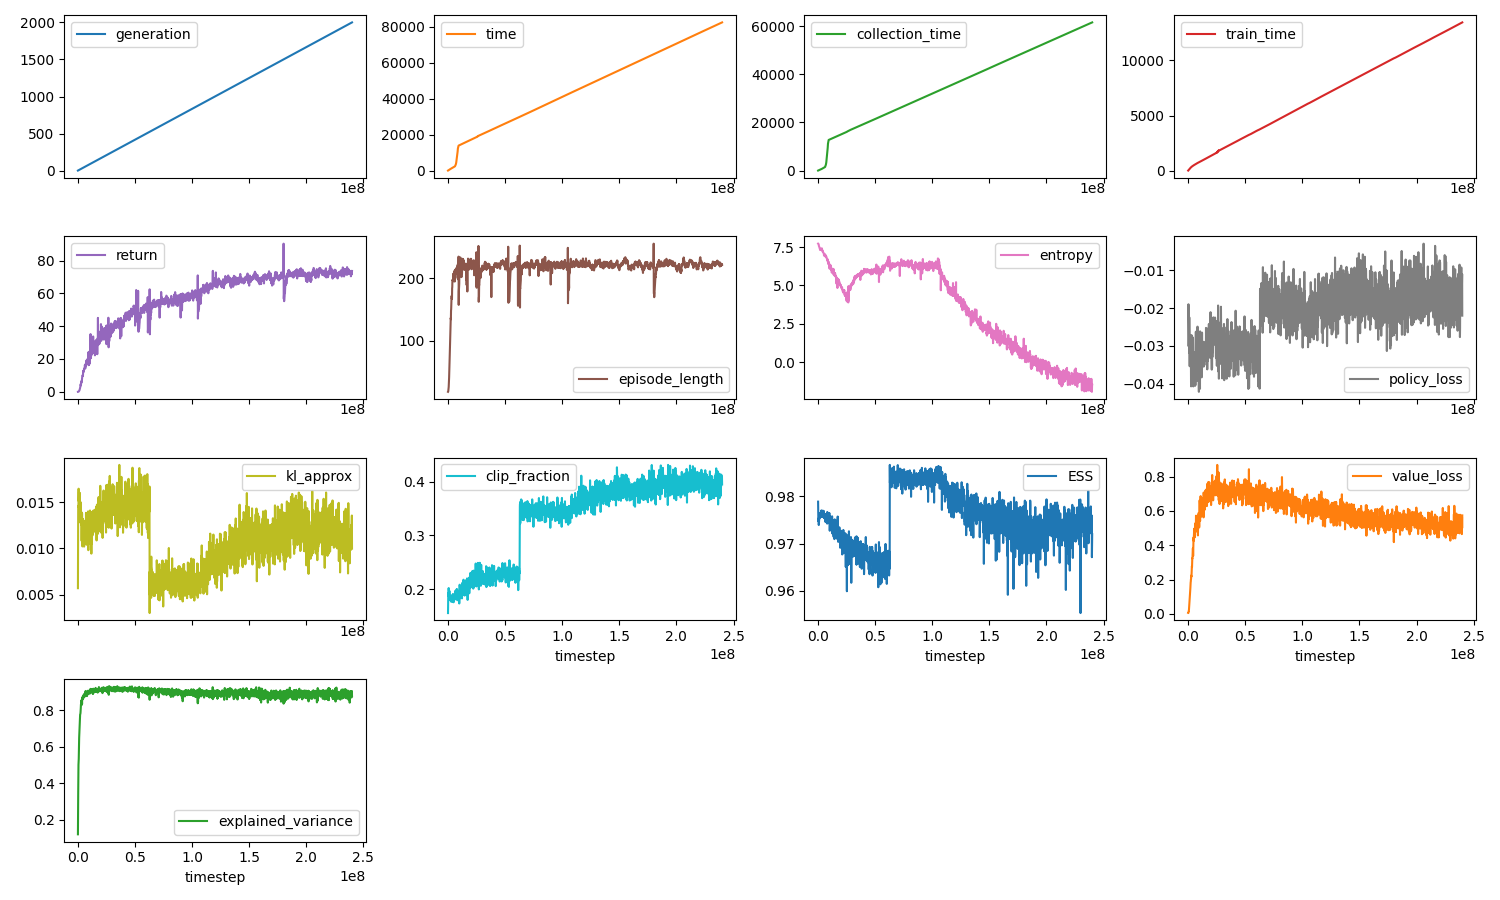 generation
2000
1500
1000
500
0
1e8
time
80000
60000
40000
20000
0
1e8
collection_time
60000
40000
20000
0
1e8
train_time
10000
5000
0
1e8
return
80
60
40
20
0
1e8
episode_length
200
100
1e8
entropy
7.5
5.0
2.5
0.0
1e8
policy_loss
−0.01
−0.02
−0.03
−0.04
1e8
kl_approx
0.015
0.010
0.005
1e8
clip_fraction
0.4
0.3
0.2
0.0 0.5 1.0 1.5 2.0 2.5
timestep 1e8
ESS
0.98
0.97
0.96
0.0 0.5 1.0 1.5 2.0 2.5
timestep 1e8
value_loss
0.8
0.6
0.4
0.2
0.0
0.0 0.5 1.0 1.5 2.0 2.5
timestep 1e8
explained_variance
0.8
0.6
0.4
0.2
0.0 0.5 1.0 1.5 2.0 2.5
timestep 1e8